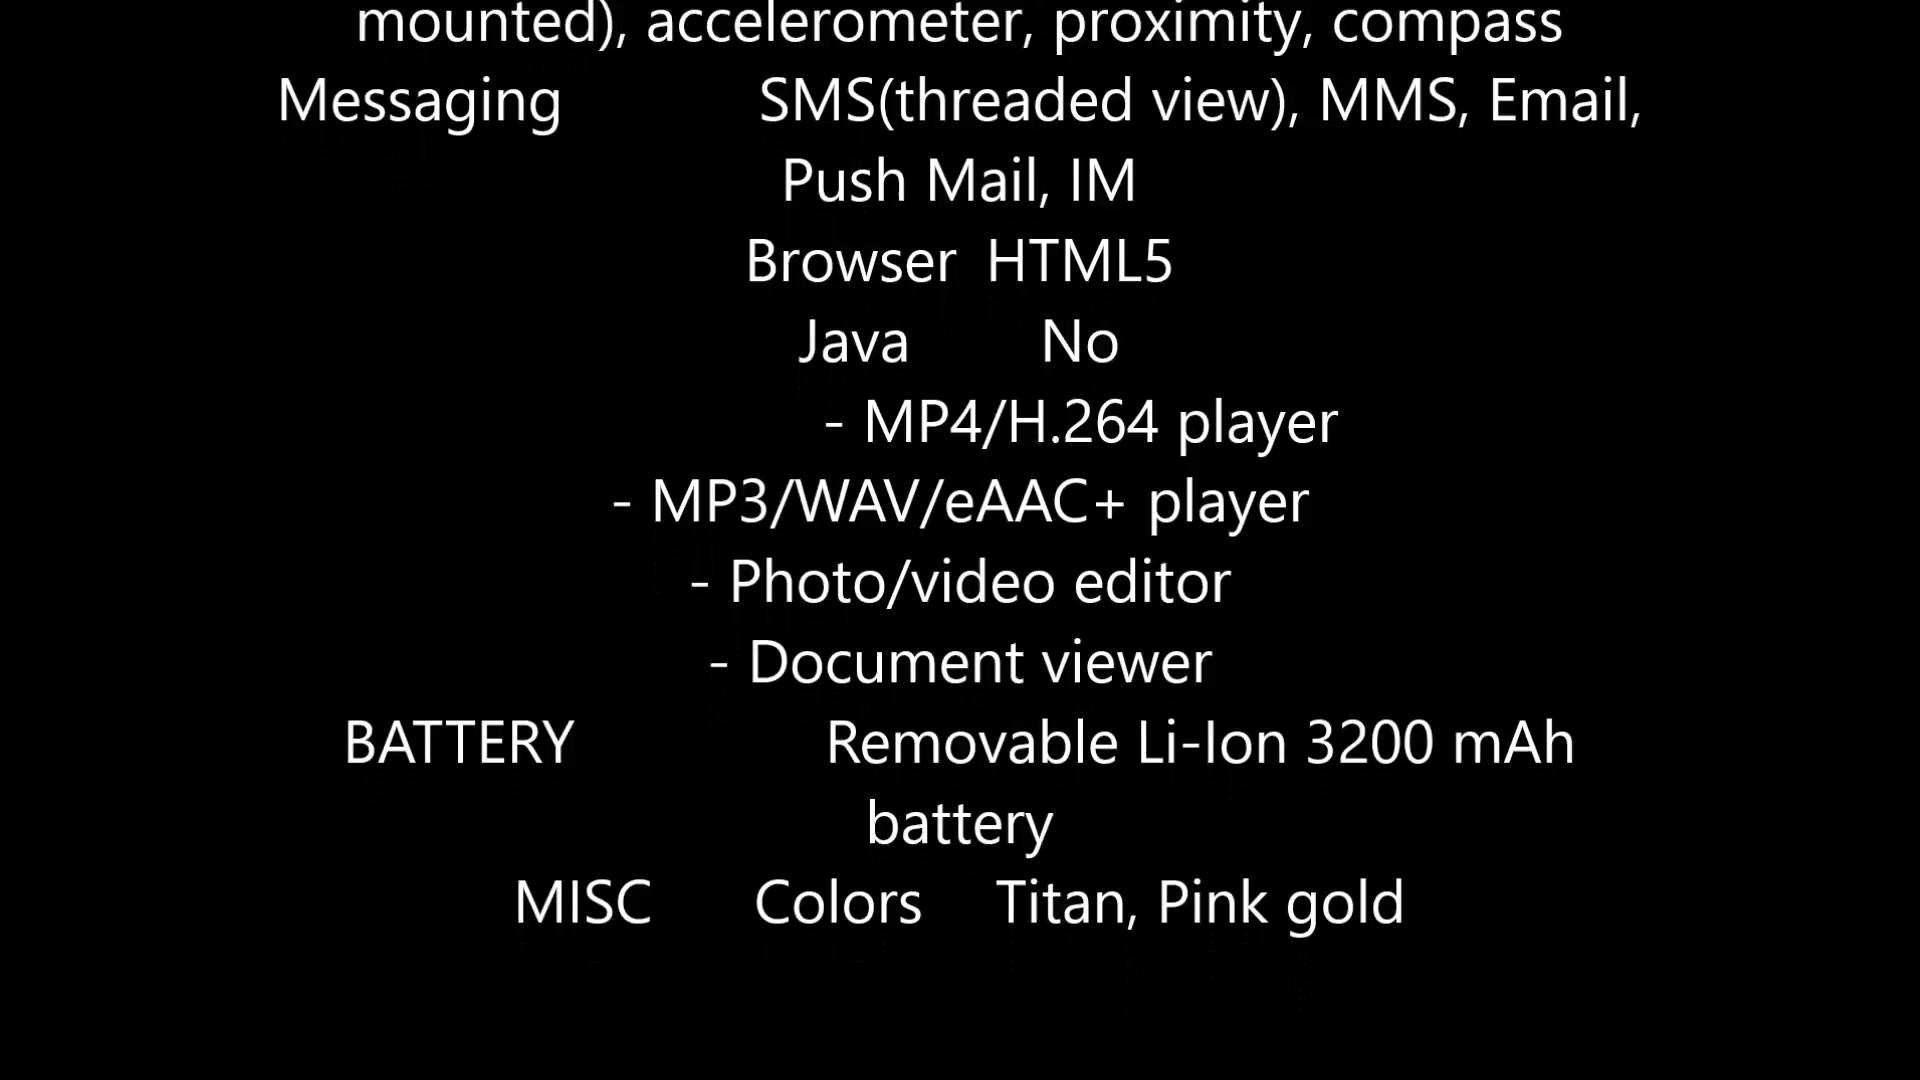 mounted), accelerometer, proximity, compass
Messaging SMS(threaded view), MMS, Email,
Push Mail, IM
Browser HTML5
Java No
- MP4/H.264 player
- MP3/WAV/eAAC+ player
- Photo/video editor
- Document viewer
BATTERY Removable Li-Ion 3200 mAh
battery
MISC Colors Titan, Pink gold